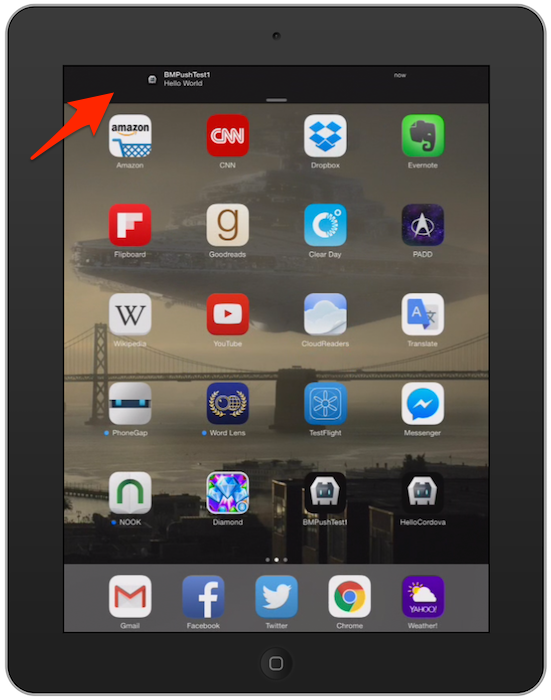 BMPushTest1
now
Hello World
amazon
Amazon
CNN
CNN
Dropbox
Evernote
Flipboard
g
Goodreads
Clear Day
PADD
W
Wikipedia
YouTube
CloudReaders
G
文
Translate
PhoneGap
Word Lens
TestFlight
Messenger
n
NOOK
Diamond
BMPushTest1
HelloCordova
M
Gmail
f
Facebook
Twitter
Chrome
YAHOO!
Weather!